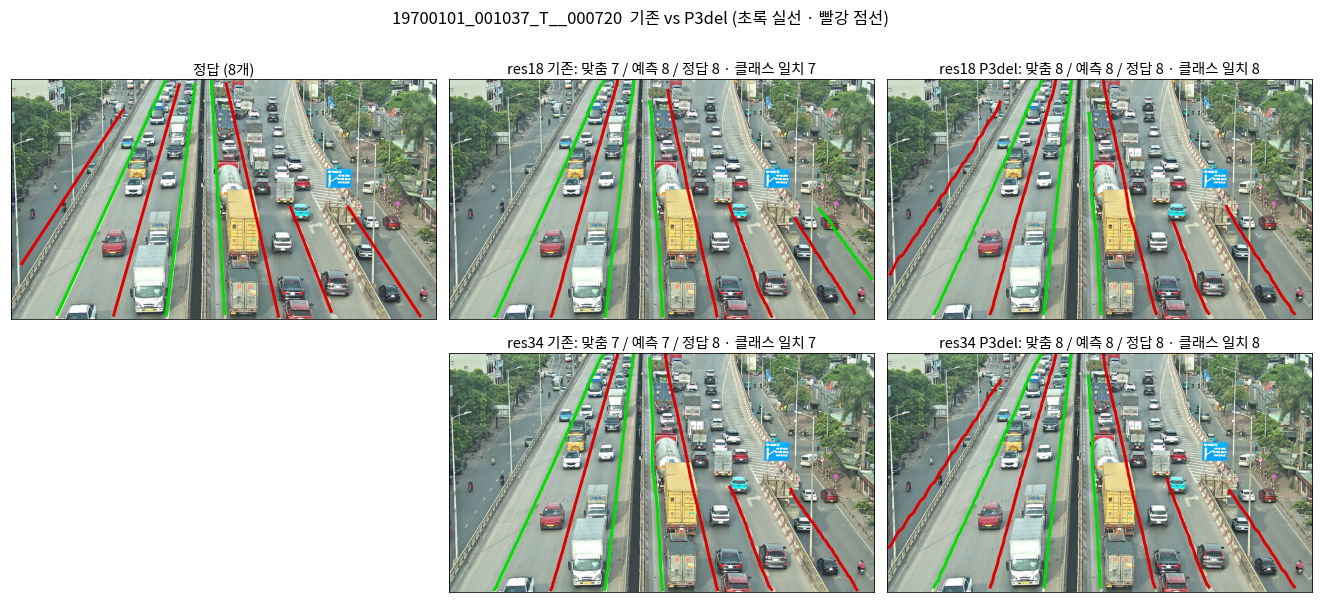 19700101_001037_T__000720 기존 vs P3del (초록 실선 · 빨강 점선)
정답 (8개)
res18 기존: 맞춤 7 / 예측 8 / 정답 8 · 클래스 일치 7
res18 P3del: 맞춤 8 / 예측 8 / 정답 8 · 클래스 일치 8
res34 기존: 맞춤 7 / 예측 7 / 정답 8 · 클래스 일치 7
res34 P3del: 맞춤 8 / 예측 8 / 정답 8 · 클래스 일치 8